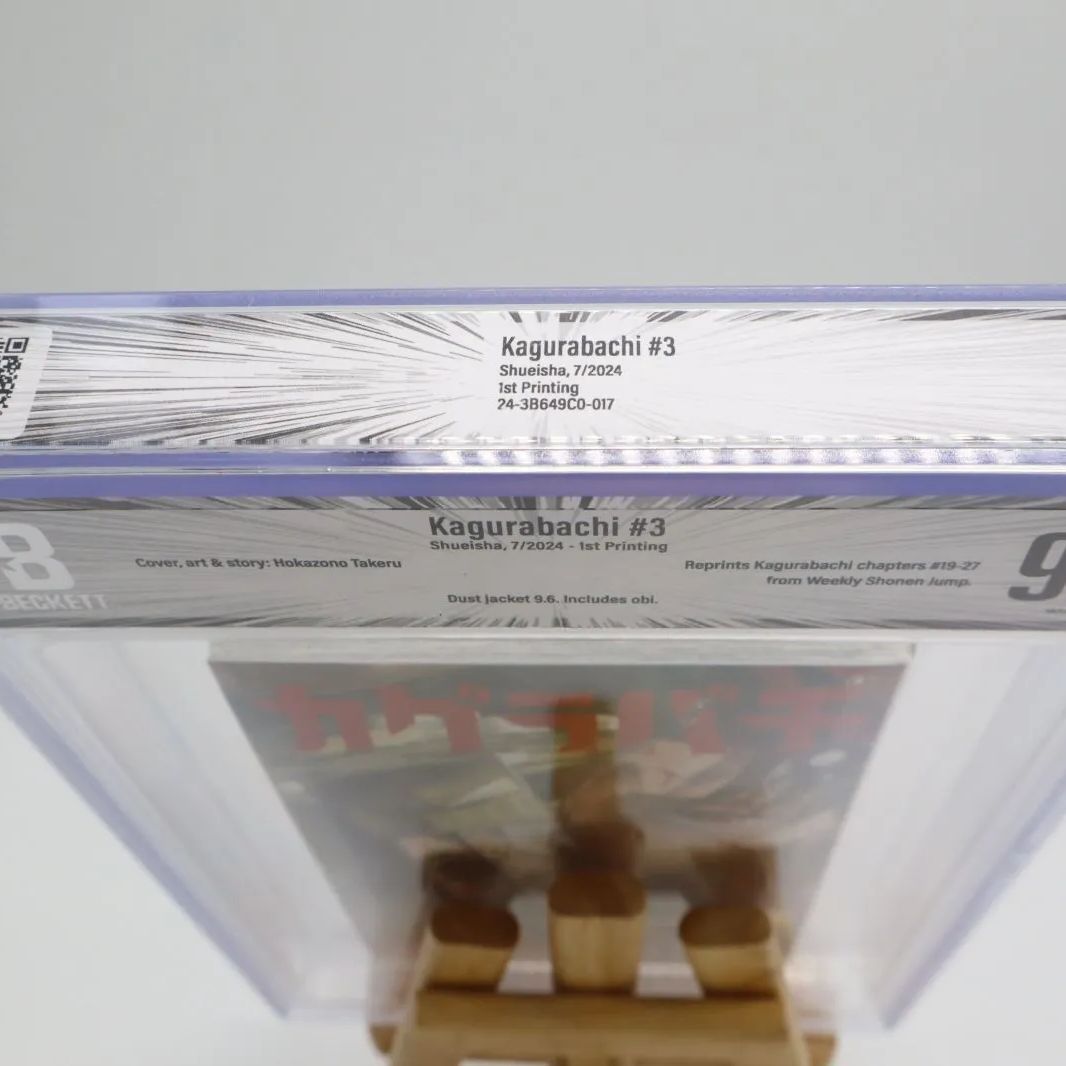 Kagurabachi #3
Shueisha, 7/2024
1st Printing
24-3B649C0-017
Kagurabachi #3
Shueisha, 7/2024 - 1st Printing
Cover, art & story: Hokazono Takeru
Reprints Kagurabachi chapters #19-27
from Weekly Shonen Jump.
Dust jacket 9.6. Includes obi.
B
BECKETT
9
カグラバチ